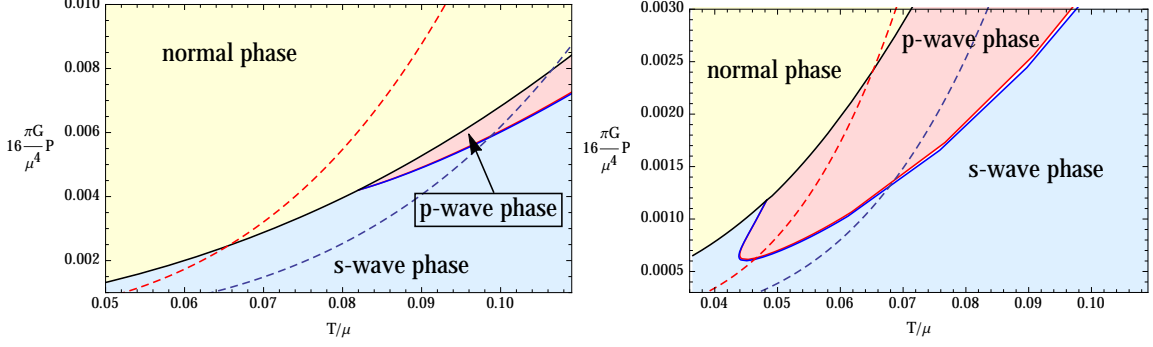 0.010
0.008
0.006
0.004
0.002
16 πG/μ⁴ P
normal phase
p-wave phase
s-wave phase
0.05 0.06 0.07 0.08 0.09 0.10
T/μ
0.0030
0.0025
0.0020
0.0015
0.0010
0.0005
16 πG/μ⁴ P
p-wave phase
normal phase
s-wave phase
0.04 0.05 0.06 0.07 0.08 0.09 0.10
T/μ